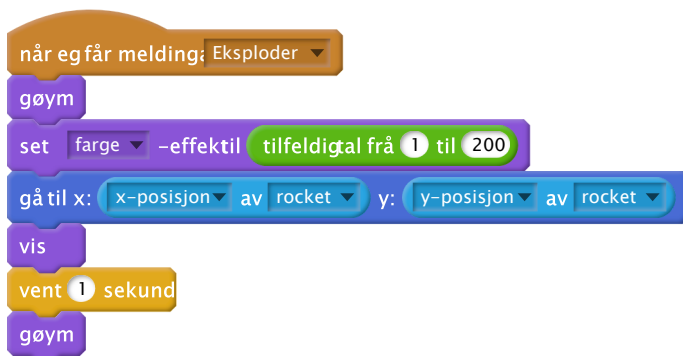 når eg får meldinga Eksploder
gøym
set farge -effekt til tilfeldig tal frå 1 til 200
gå til x: x-posisjon av rocket y: y-posisjon av rocket
vis
vent 1 sekund
gøym